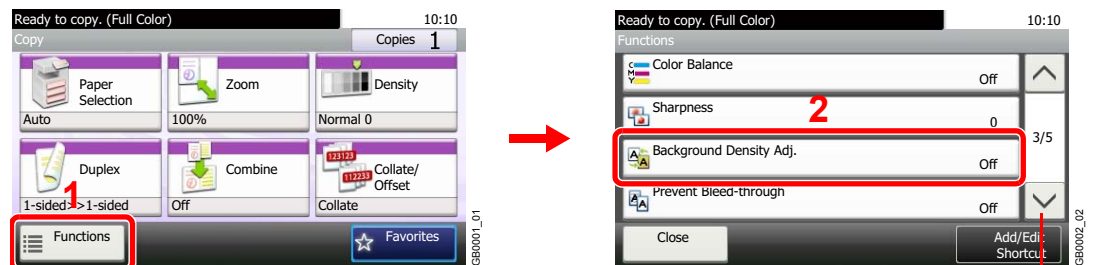 Ready to copy. (Full Color) 10:10
Copy Copies 1
Paper
Selection
Auto
Zoom
100%
Density
Normal 0
Duplex
1-sided>>1-sided
Combine
Off
123123
112233
Collate/
Offset
Collate
1
Functions
Favorites
GB0001_01
Ready to copy. (Full Color) 10:10
Functions
C
M
Y
Color Balance
Off
Sharpness
0
2
3/5
A
A
Background Density Adj.
Off
A
A
Prevent Bleed-through
Off
Close
Add/Edit
Shortcut
GB0002_02